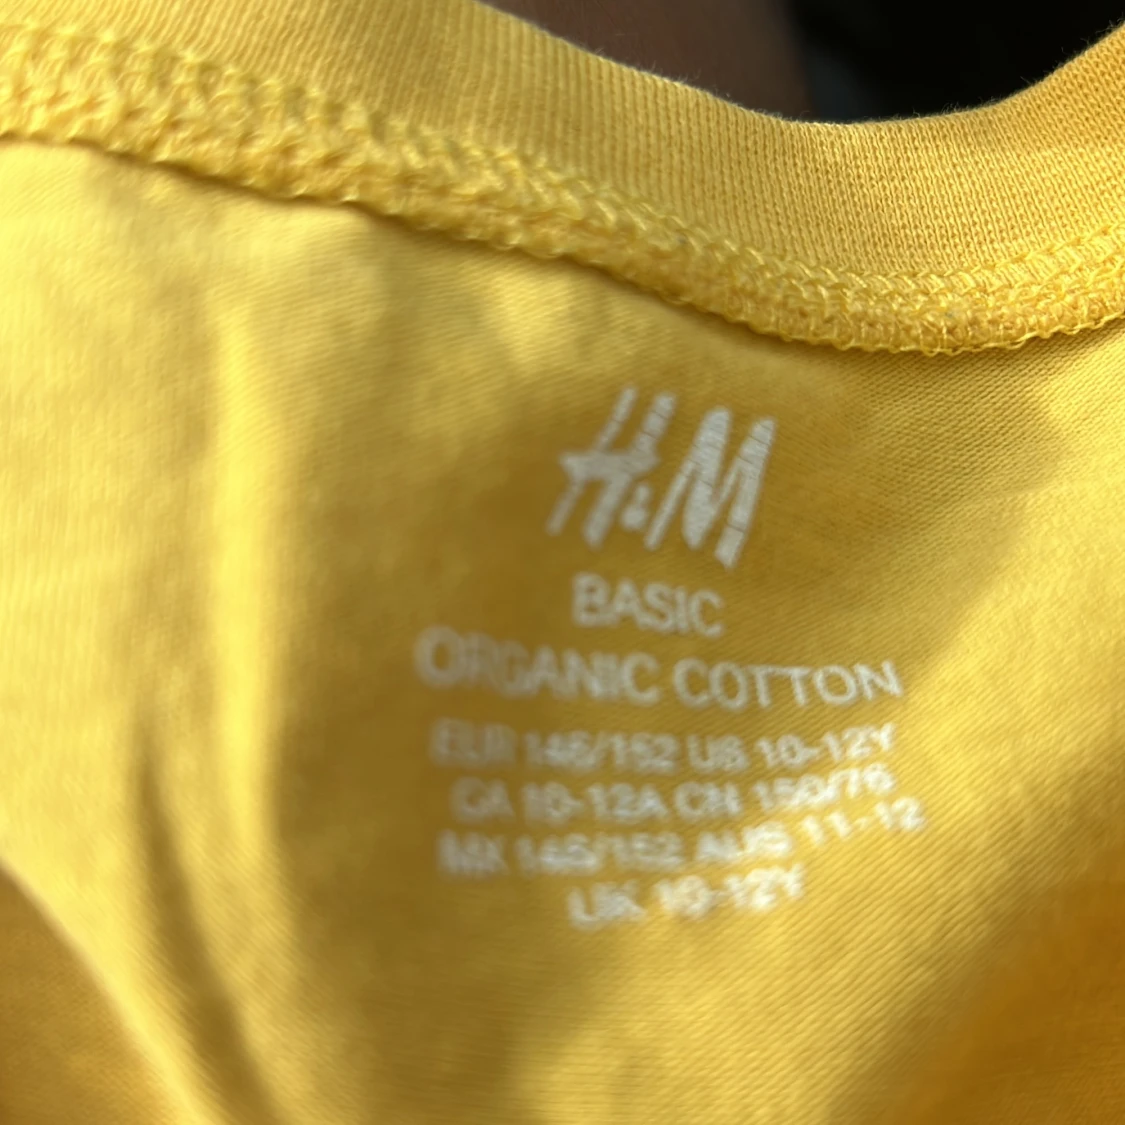 H&M
BASIC
ORGANIC COTTON
EUR 146/152 US 10-12Y
CA 10-12A CN 150/76
MX 146/152 AUS 11-12
UK 10-12Y